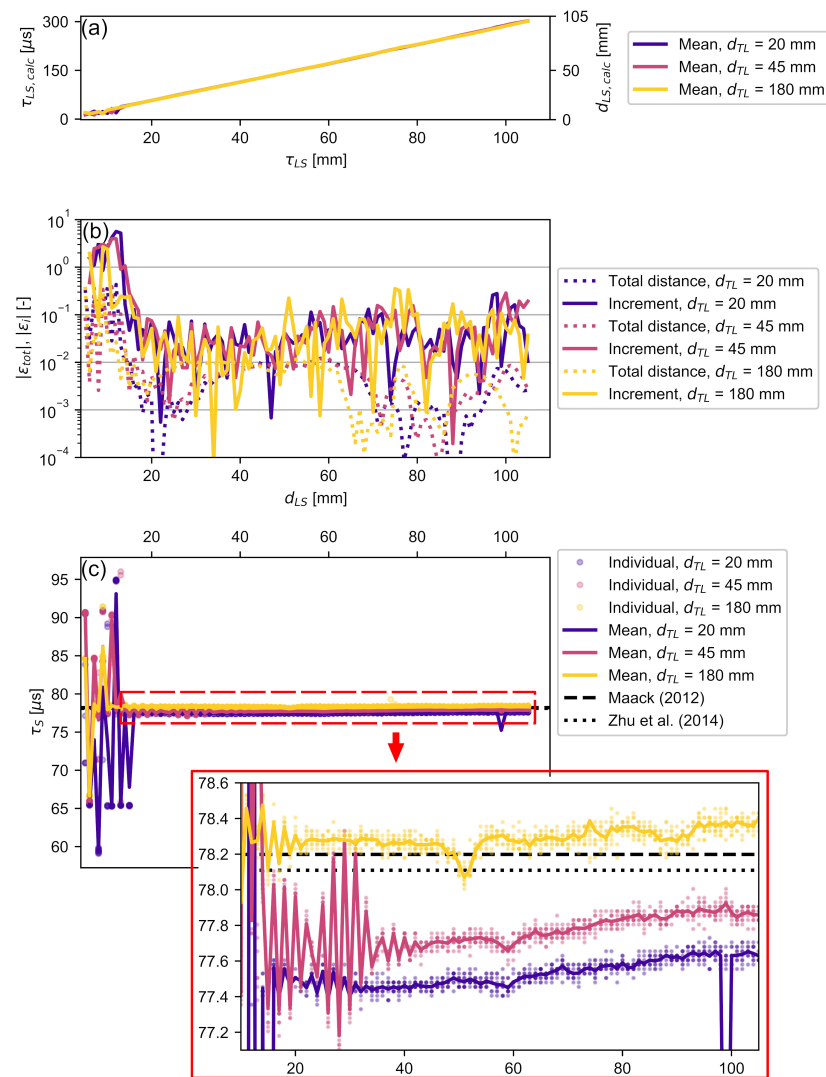 (a)
300
150
0
τLS,calc [µs]
105
50
0
dLS,calc [mm]
20 40 60 80 100
τLS [mm]
Mean, dTL = 20 mm
Mean, dTL = 45 mm
Mean, dTL = 180 mm
(b)
10¹
10⁰
10⁻¹
10⁻²
10⁻³
10⁻⁴
|εtot|, |εi| [-]
20 40 60 80 100
dLS [mm]
Total distance, dTL = 20 mm
Increment, dTL = 20 mm
Total distance, dTL = 45 mm
Increment, dTL = 45 mm
Total distance, dTL = 180 mm
Increment, dTL = 180 mm
20 40 60 80 100
(c)
95
90
85
80
75
70
65
60
τS [µs]
Individual, dTL = 20 mm
Individual, dTL = 45 mm
Individual, dTL = 180 mm
Mean, dTL = 20 mm
Mean, dTL = 45 mm
Mean, dTL = 180 mm
Maack (2012)
Zhu et al. (2014)
78.6
78.4
78.2
78.0
77.8
77.6
77.4
77.2
20 40 60 80 100